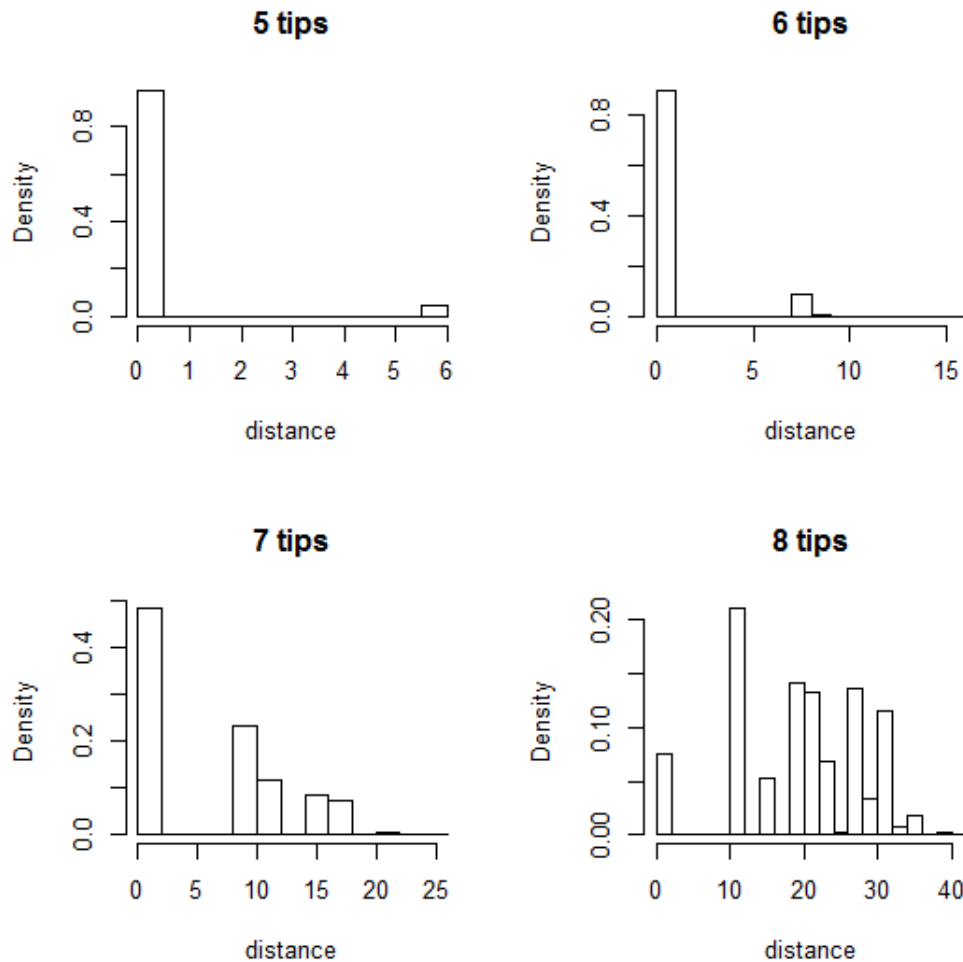 5 tips
Density
0.0 0.4 0.8
0 1 2 3 4 5 6
distance
6 tips
Density
0.0 0.4 0.8
0 5 10 15
distance
7 tips
Density
0.0 0.2 0.4
0 5 10 15 20 25
distance
8 tips
Density
0.00 0.10 0.20
0 10 20 30 40
distance